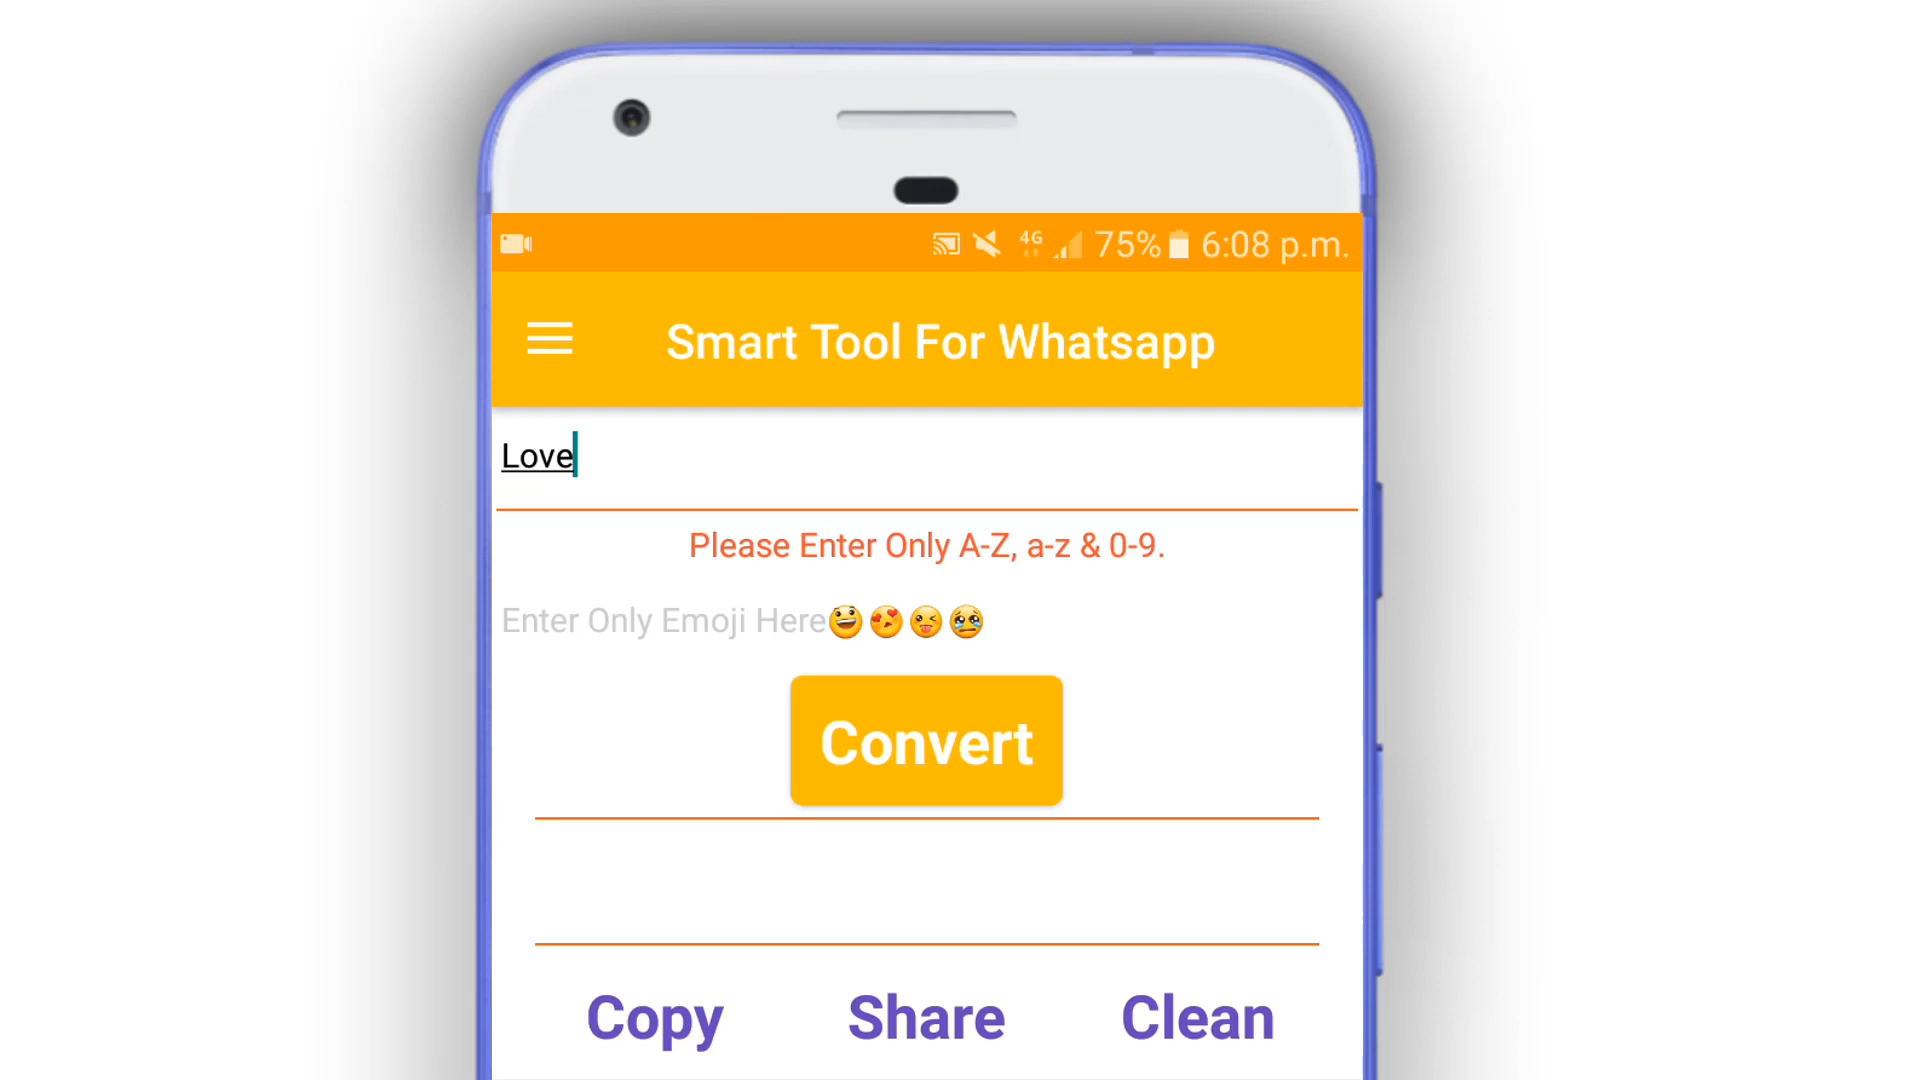 4G 75% 6:08 p.m.
Smart Tool For Whatsapp
Love
Please Enter Only A-Z, a-z & 0-9.
Enter Only Emoji Here😃😍😜😢
Convert
Copy Share Clean